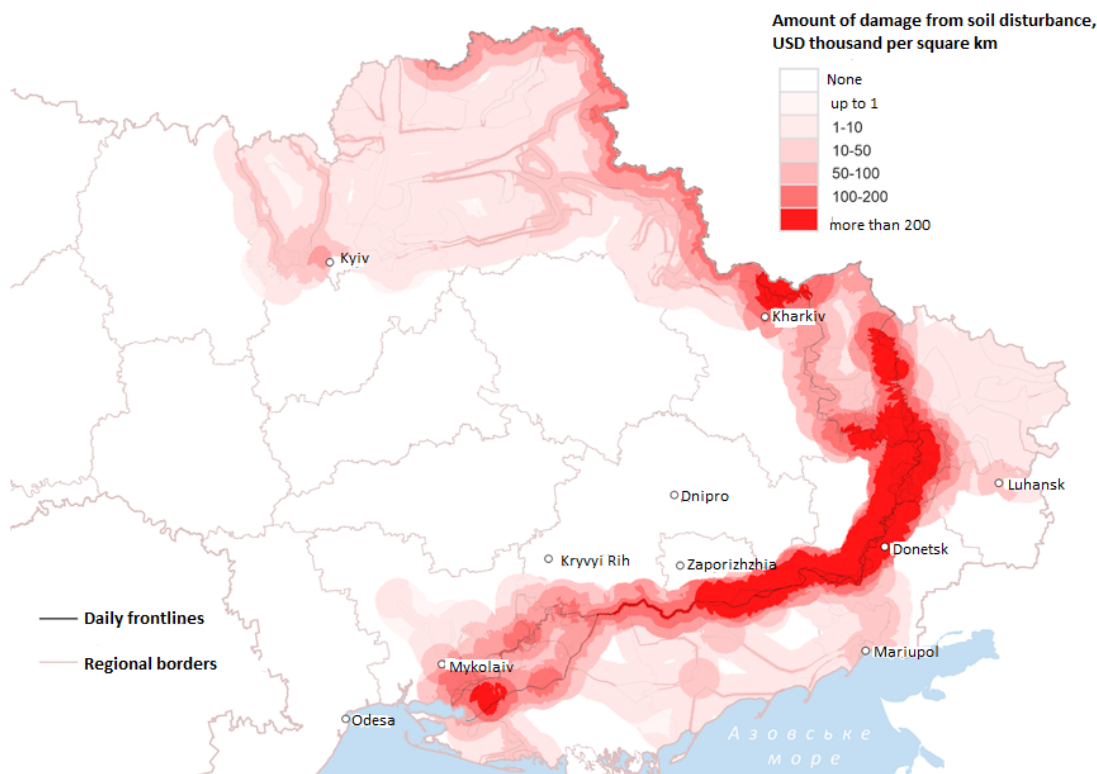 Amount of damage from soil disturbance,
USD thousand per square km
None
up to 1
1-10
10-50
50-100
100-200
more than 200
Kyiv
Kharkiv
Luhansk
Dnipro
Donetsk
Kryvyi Rih
Zaporizhzhia
Daily frontlines
Regional borders
Mykolaiv
Mariupol
Odesa
Азовське
море